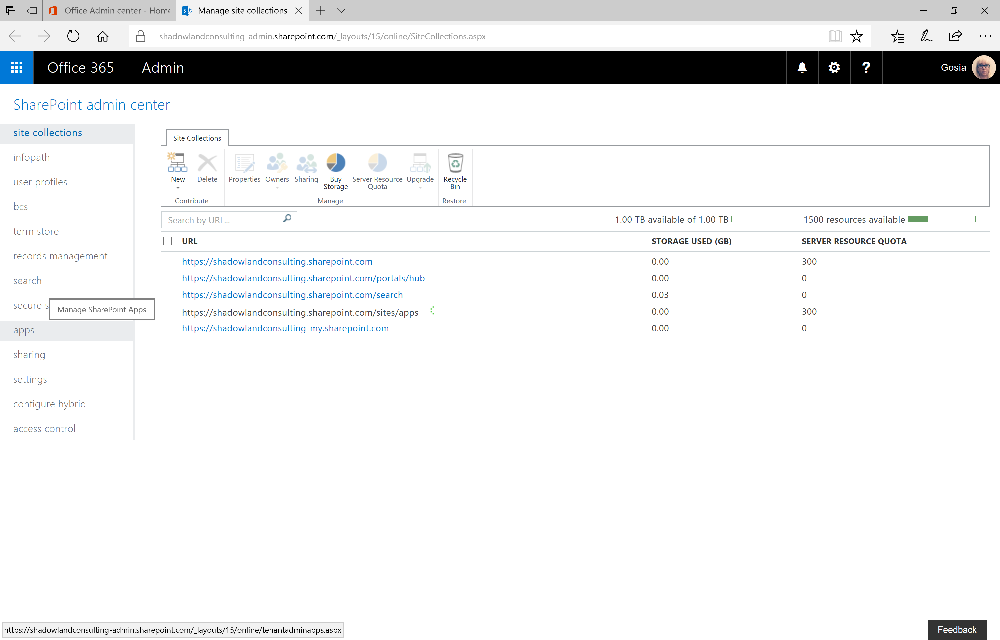 Office Admin center - Home
Manage site collections
shadowlandconsulting-admin.sharepoint.com/_layouts/15/online/SiteCollections.aspx
Office 365
Admin
?
Gosia
SharePoint admin center
site collections
infopath
user profiles
bcs
term store
records management
search
secure s
Manage SharePoint Apps
apps
sharing
settings
configure hybrid
access control
Site Collections
New
Delete
Contribute
Properties
Owners
Sharing
Buy
Storage
Server Resource
Quota
Upgrade
Manage
Recycle
Bin
Restore
Search by URL...
1.00 TB available of 1.00 TB
1500 resources available
URL STORAGE USED (GB) SERVER RESOURCE QUOTA
https://shadowlandconsulting.sharepoint.com 0.00 300
https://shadowlandconsulting.sharepoint.com/portals/hub 0.00 0
https://shadowlandconsulting.sharepoint.com/search 0.03 0
https://shadowlandconsulting.sharepoint.com/sites/apps 0.00 300
https://shadowlandconsulting-my.sharepoint.com 0.00 0
https://shadowlandconsulting-admin.sharepoint.com/_layouts/15/online/tenantadminapps.aspx
Feedback